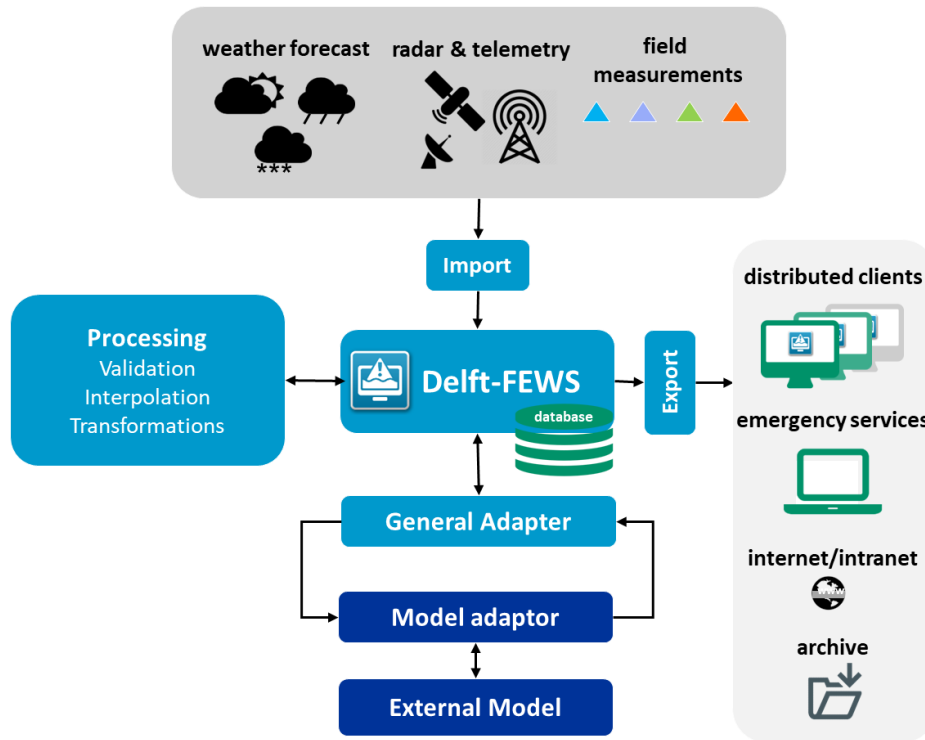 weather forecast
radar & telemetry
field
measurements
***
Import
distributed clients
Processing
Validation
Interpolation
Transformations
Delft-FEWS
database
Export
emergency services
General Adapter
internet/intranet
www
Model adaptor
archive
External Model